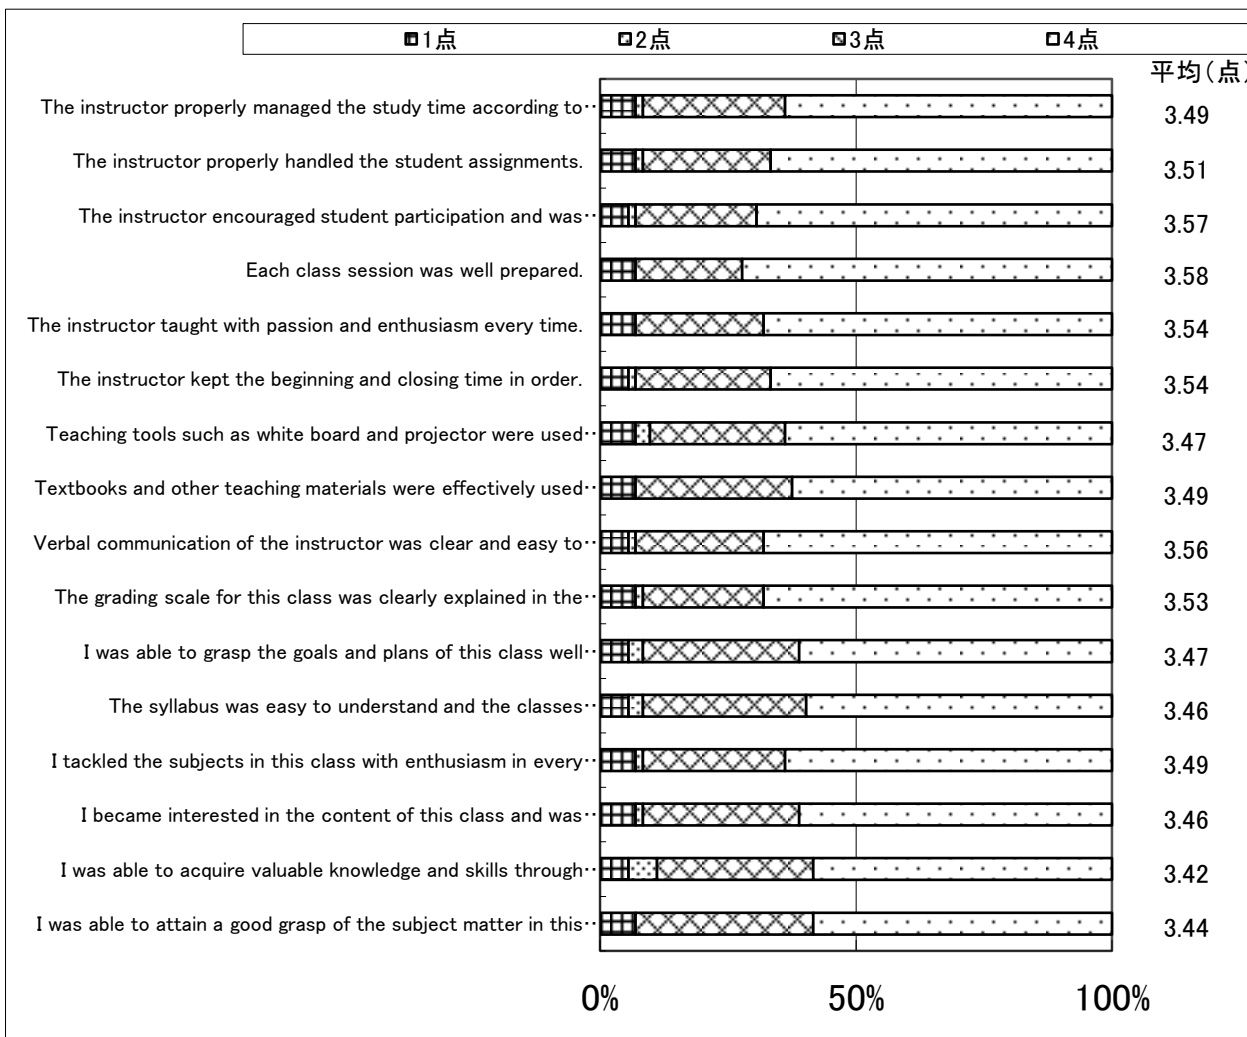 1点 2点 3点 4点
平均(点)
The instructor properly managed the study time according to‥ 3.49
The instructor properly handled the student assignments. 3.51
The instructor encouraged student participation and was‥ 3.57
Each class session was well prepared. 3.58
The instructor taught with passion and enthusiasm every time. 3.54
The instructor kept the beginning and closing time in order. 3.54
Teaching tools such as white board and projector were used‥ 3.47
Textbooks and other teaching materials were effectively used‥ 3.49
Verbal communication of the instructor was clear and easy to‥ 3.56
The grading scale for this class was clearly explained in the‥ 3.53
I was able to grasp the goals and plans of this class well‥ 3.47
The syllabus was easy to understand and the classes‥ 3.46
I tackled the subjects in this class with enthusiasm in every‥ 3.49
I became interested in the content of this class and was‥ 3.46
I was able to acquire valuable knowledge and skills through‥ 3.42
I was able to attain a good grasp of the subject matter in this‥ 3.44
0% 50% 100%